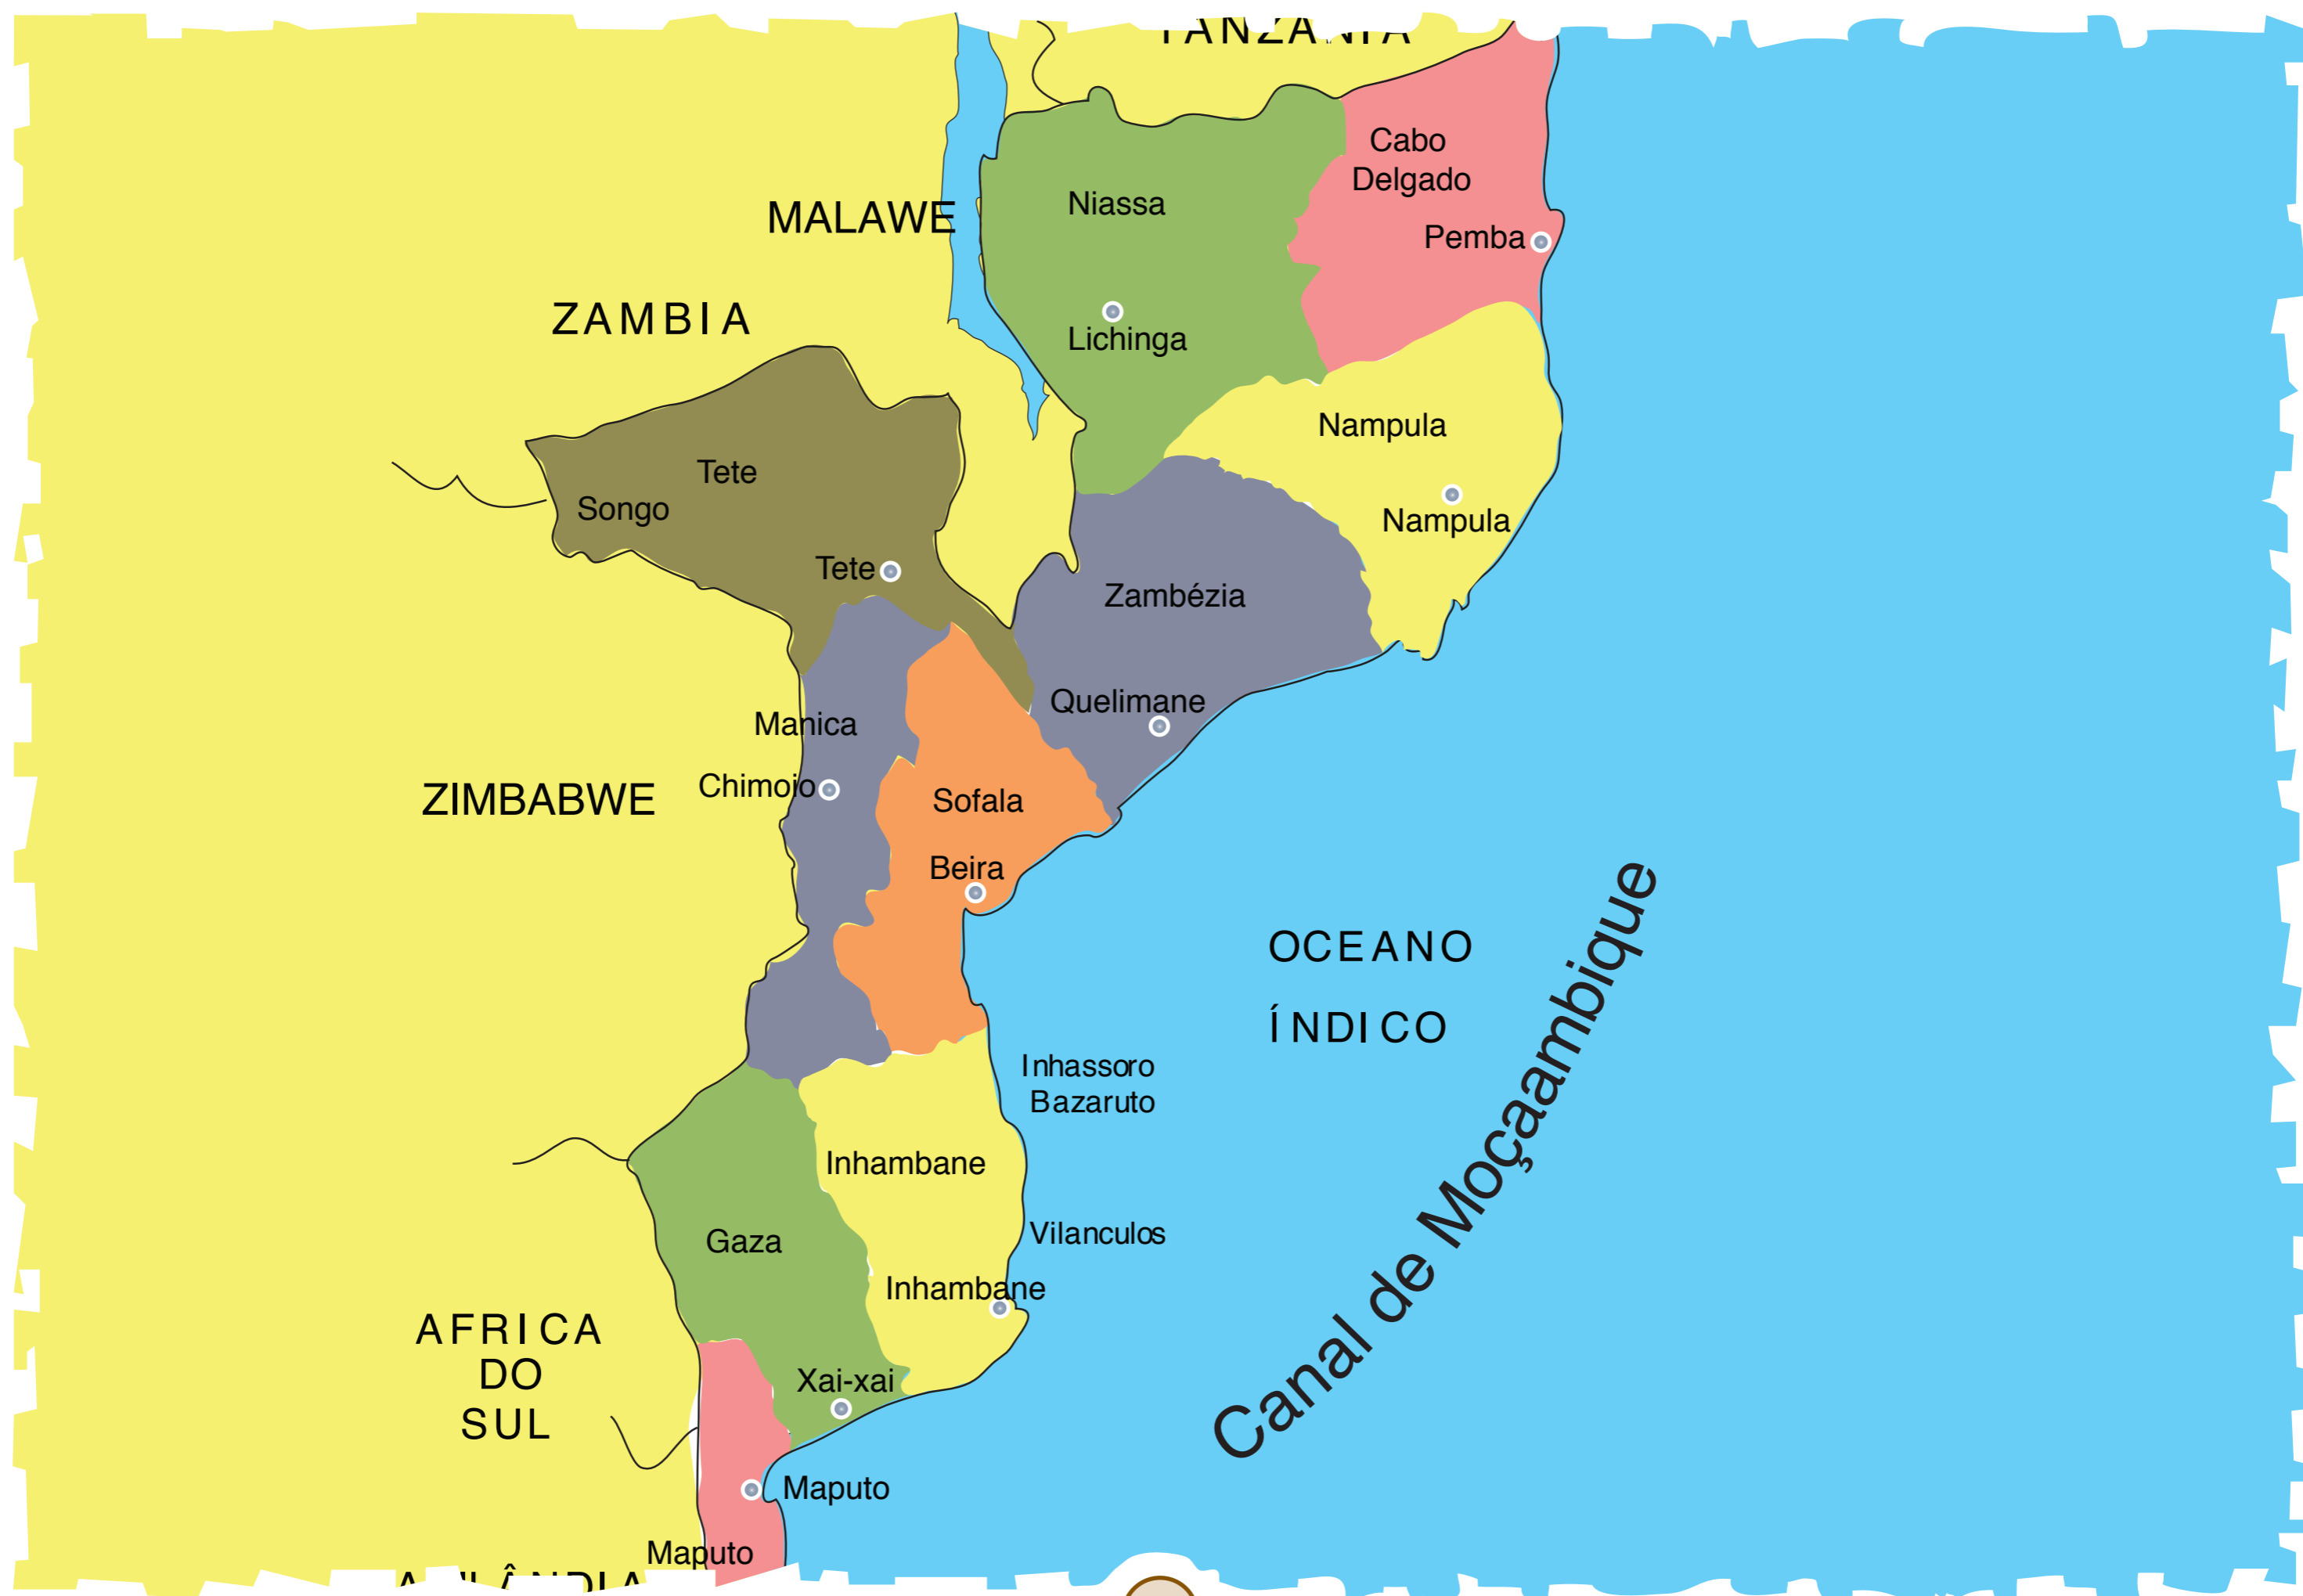 TANZANIA
Cabo
Delgado
Niassa
MALAWE
Pemba
ZAMBIA
Lichinga
Nampula
Tete
Songo
Nampula
Tete
Zambézia
Quelimane
Manica
Chimoio
ZIMBABWE
Sofala
Beira
OCEANO
ÍNDICO
Canal de Moçaambique
Inhassoro
Bazaruto
Inhambane
Vilanculos
Gaza
Inhambane
AFRICA
DO
SUL
Xai-xai
Maputo
Maputo